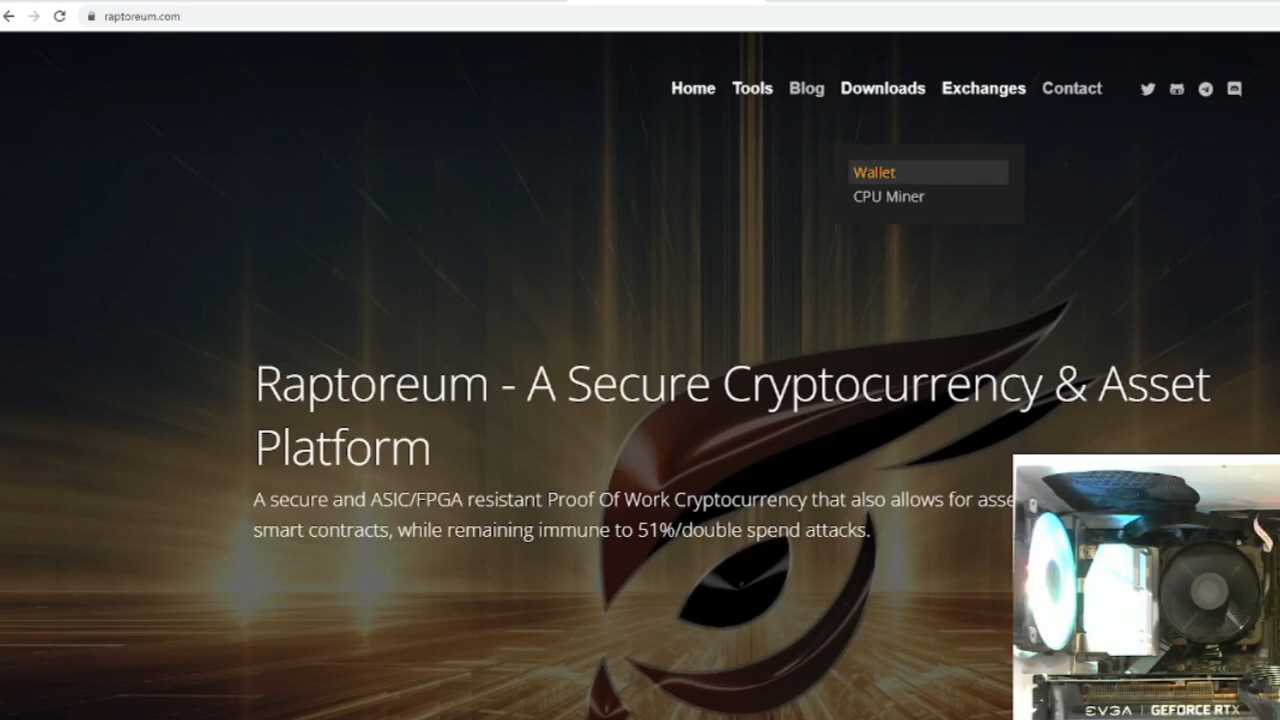 raptoreum.com
Home Tools Blog Downloads Exchanges Contact
Wallet
CPU Miner
Raptoreum - A Secure Cryptocurrency & Asset
Platform
A secure and ASIC/FPGA resistant Proof Of Work Cryptocurrency that also allows for asse
smart contracts, while remaining immune to 51%/double spend attacks.
EVGA GEFORCE RTX